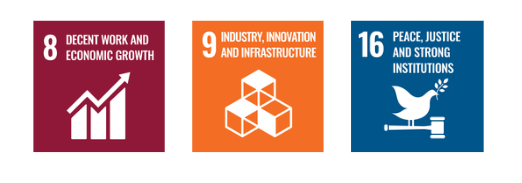 8 DECENT WORK AND
ECONOMIC GROWTH
9 INDUSTRY, INNOVATION
AND INFRASTRUCTURE
16 PEACE, JUSTICE
AND STRONG
INSTITUTIONS